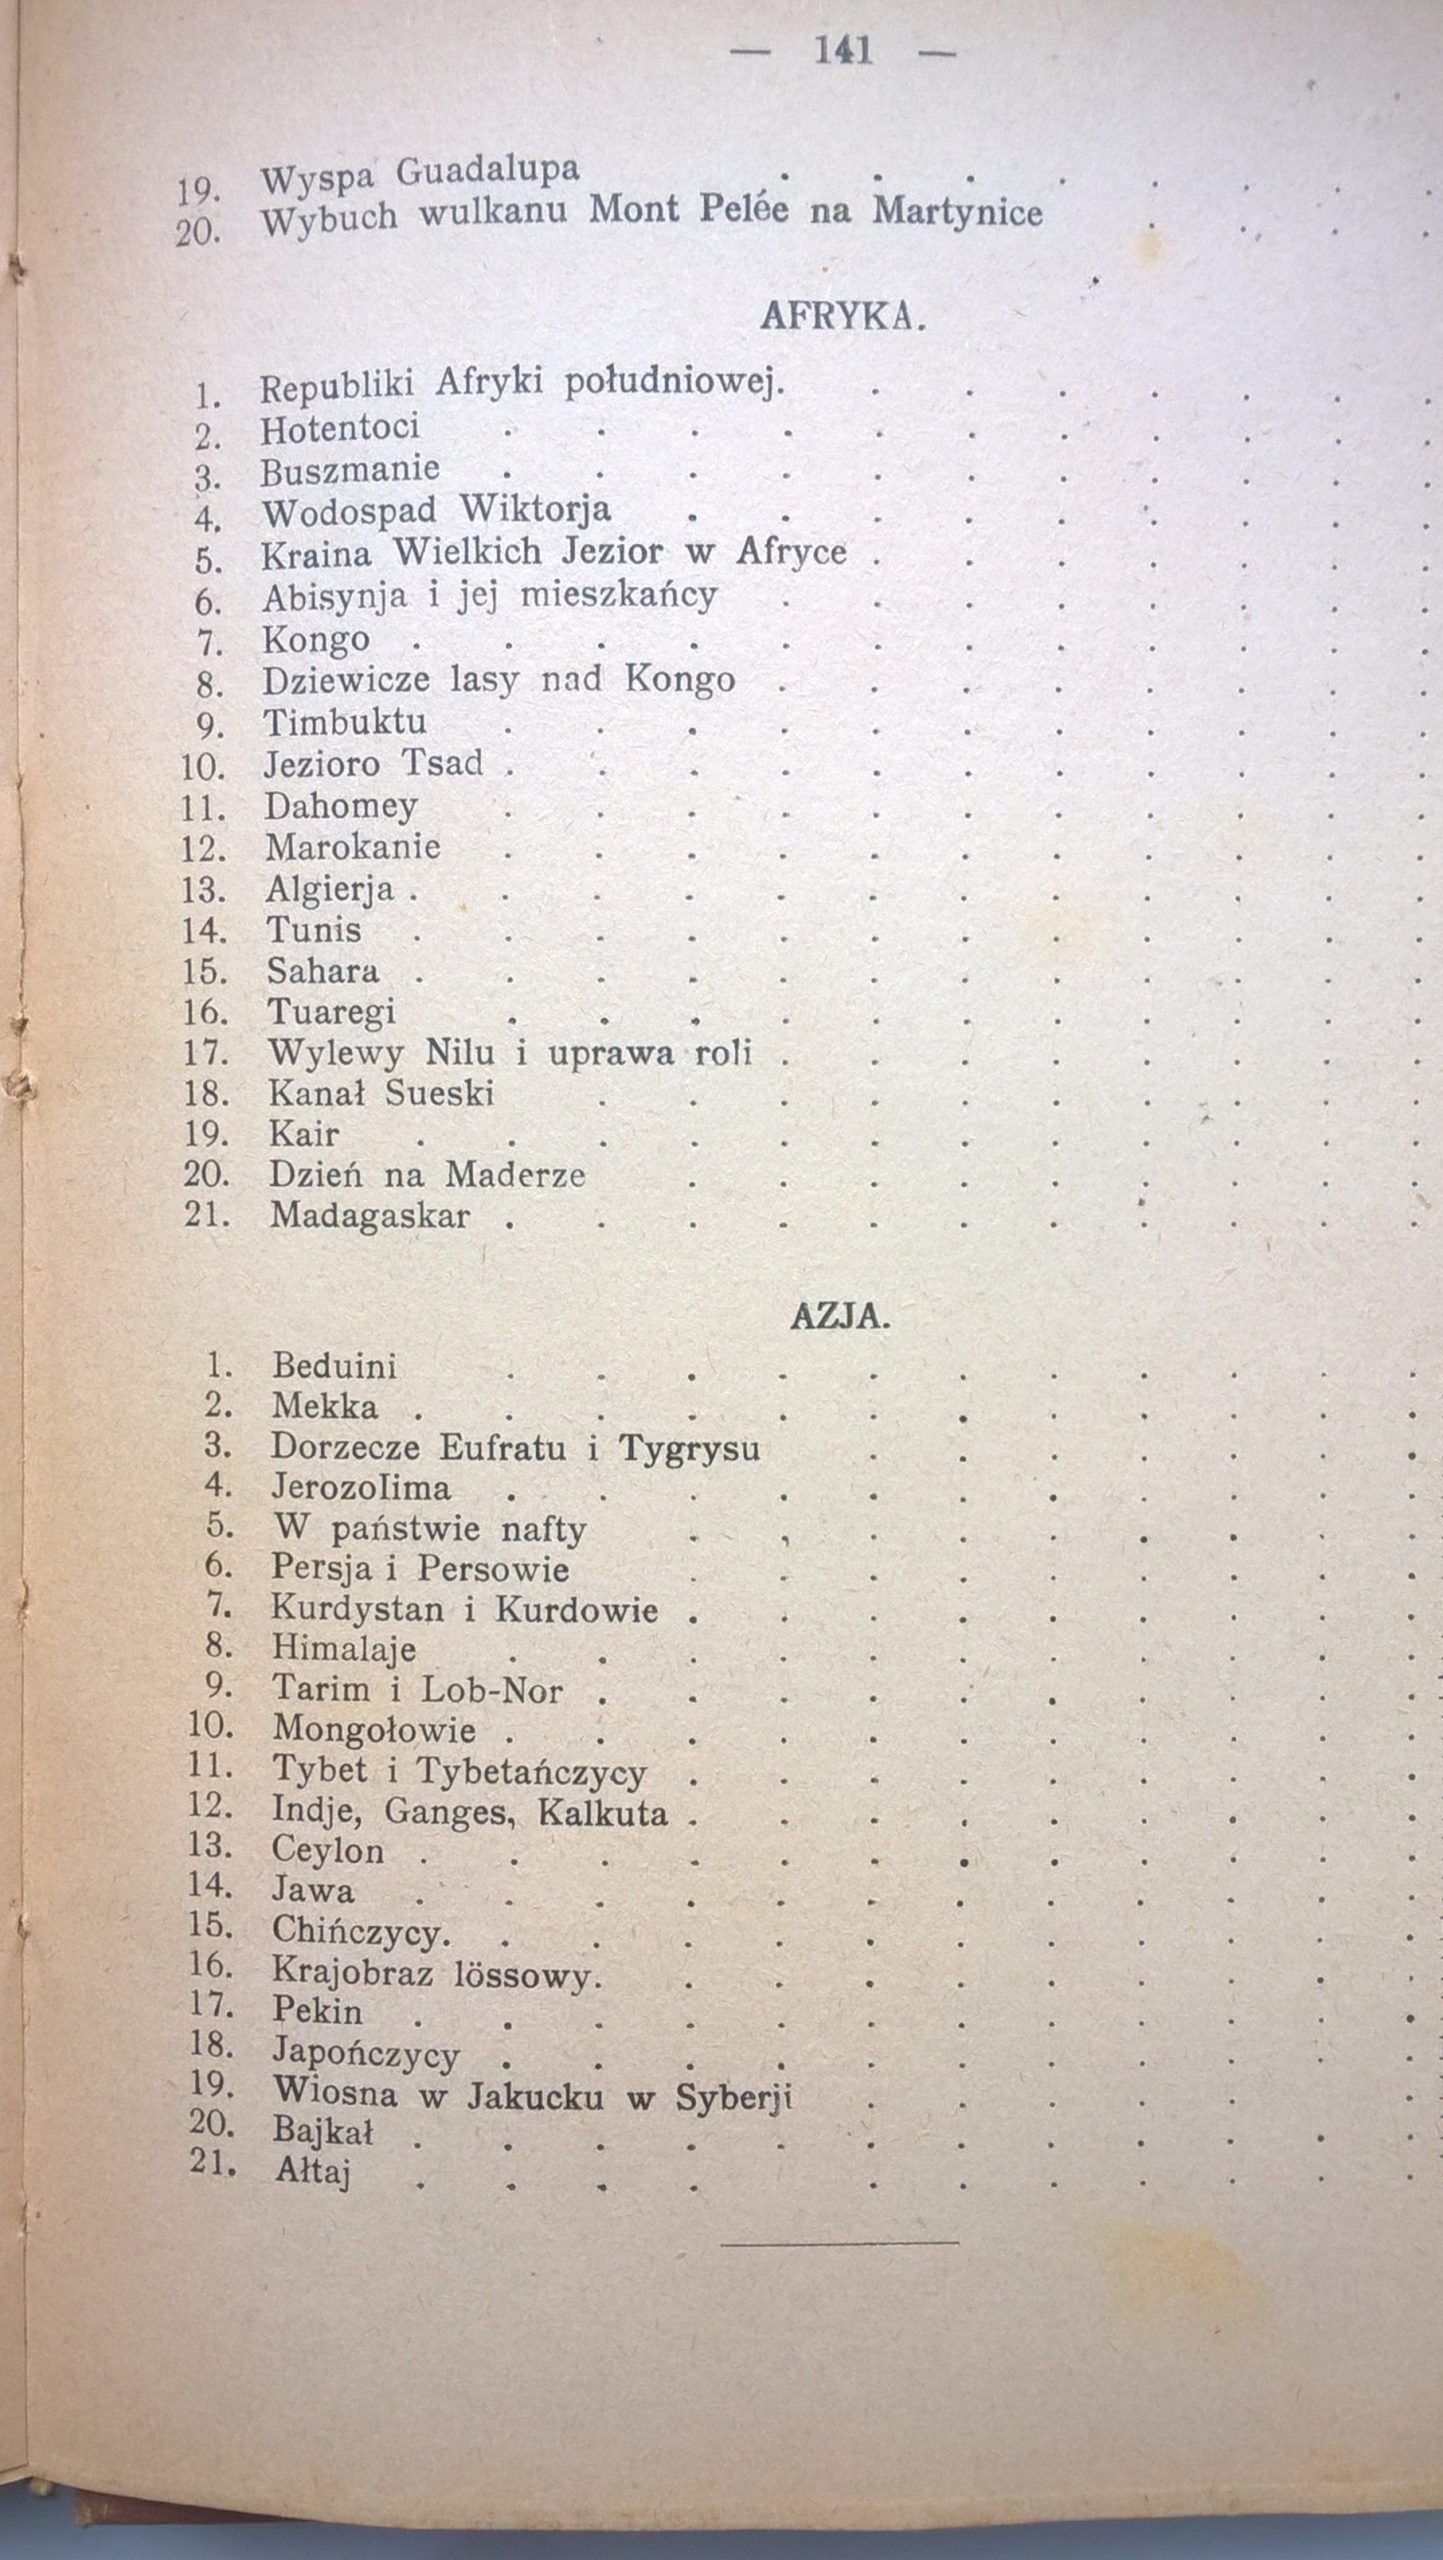 — 141 —
19. Wyspa Guadalupa . . . . . . . .
20. Wybuch wulkanu Mont Pelée na Martynice . . . .
AFRYKA.
1. Republiki Afryki południowej. . . . . . . .
2. Hotentoci . . . . . . . . . . .
3. Buszmanie . . . . . . . . . . .
4. Wodospad Wiktorja . . . . . . . . .
5. Kraina Wielkich Jezior w Afryce . . . . . . .
6. Abisynja i jej mieszkańcy . . . . . . . .
7. Kongo . . . . . . . . . . . .
8. Dziewicze lasy nad Kongo . . . . . . . .
9. Timbuktu . . . . . . . . . . .
10. Jezioro Tsad . . . . . . . . . . .
11. Dahomey . . . . . . . . . . .
12. Marokanie . . . . . . . . . . .
13. Algierja . . . . . . . . . . . .
14. Tunis . . . . . . . . . . . .
15. Sahara . . . . . . . . . . . .
16. Tuaregi . . . . . . . . . . .
17. Wylewy Nilu i uprawa roli . . . . . . . .
18. Kanał Sueski . . . . . . . . . .
19. Kair . . . . . . . . . . . .
20. Dzień na Maderze . . . . . . . . .
21. Madagaskar . . . . . . . . . . .
AZJA.
1. Beduini . . . . . . . . . . .
2. Mekka . . . . . . . . . . . .
3. Dorzecze Eufratu i Tygrysu . . . . . . .
4. Jerozolima . . . . . . . . . . .
5. W państwie nafty . . . . . . . . .
6. Persja i Persowie . . . . . . . . .
7. Kurdystan i Kurdowie . . . . . . . . .
8. Himalaje . . . . . . . . . . .
9. Tarim i Lob-Nor . . . . . . . . . .
10. Mongołowie . . . . . . . . . . .
11. Tybet i Tybetańczycy . . . . . . . . .
12. Indje, Ganges, Kalkuta . . . . . . . . .
13. Ceylon . . . . . . . . . . . .
14. Jawa . . . . . . . . . . . .
15. Chińczycy. . . . . . . . . . . .
16. Krajobraz lössowy. . . . . . . . . .
17. Pekin . . . . . . . . . . . .
18. Japończycy . . . . . . . . . . .
19. Wiosna w Jakucku w Syberji . . . . . .
20. Bajkał . . . . . . . . . . . .
21. Ałtaj . . . . . . . . . . .